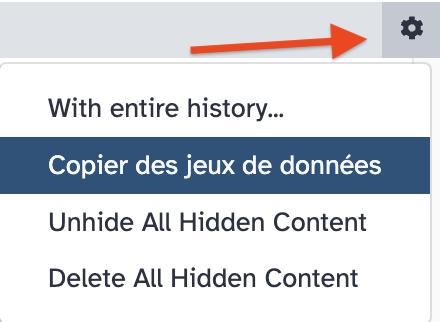 With entire history...
Copier des jeux de données
Unhide All Hidden Content
Delete All Hidden Content